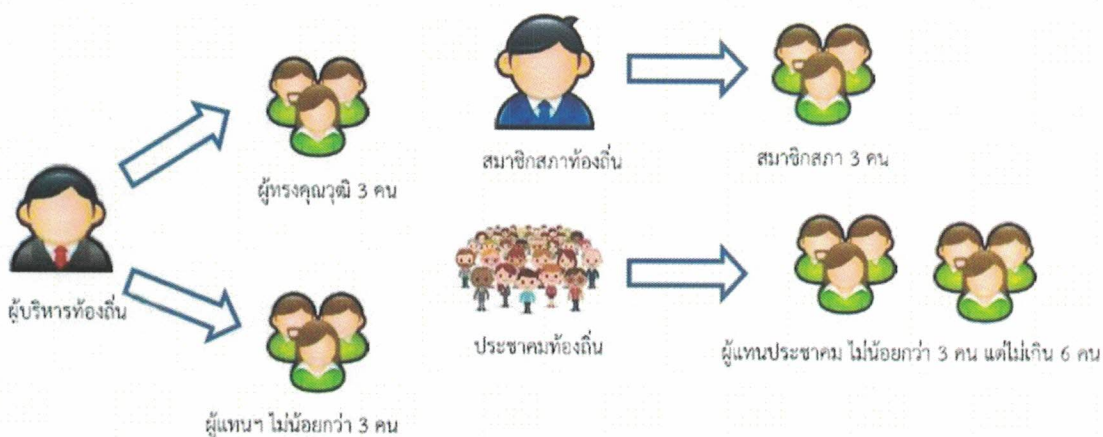 สมาชิกสภาท้องถิ่น
สมาชิกสภา 3 คน
ผู้ทรงคุณวุฒิ 3 คน
ผู้บริหารท้องถิ่น
ประชาคมท้องถิ่น
ผู้แทนประชาคม ไม่น้อยกว่า 3 คน แต่ไม่เกิน 6 คน
ผู้แทนฯ ไม่น้อยกว่า 3 คน